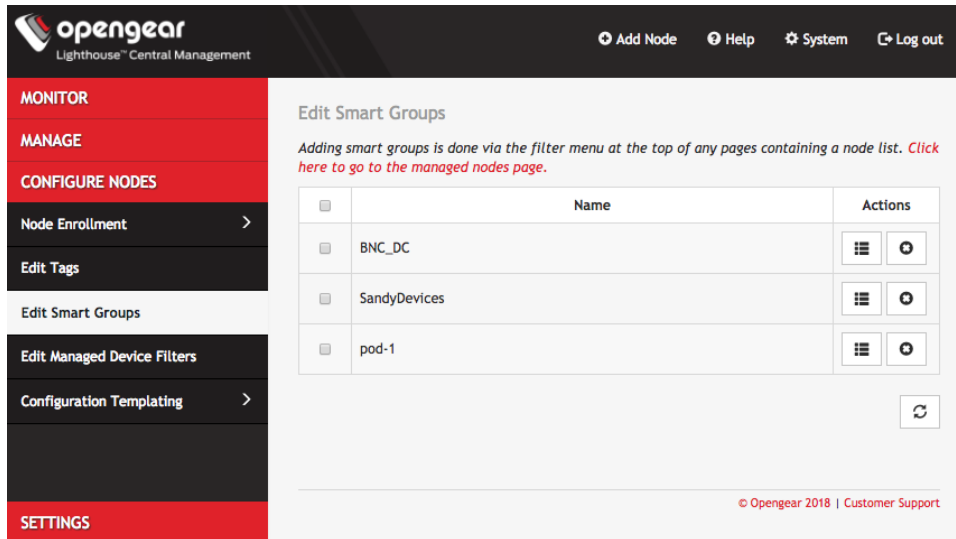 opengear
Lighthouse™ Central Management
Add Node
Help
System
Log out
MONITOR
MANAGE
CONFIGURE NODES
Node Enrollment
Edit Tags
Edit Smart Groups
Edit Managed Device Filters
Configuration Templating
SETTINGS
Edit Smart Groups
Adding smart groups is done via the filter menu at the top of any pages containing a node list. Click
here to go to the managed nodes page.
Name
Actions
BNC_DC
SandyDevices
pod-1
© Opengear 2018 | Customer Support